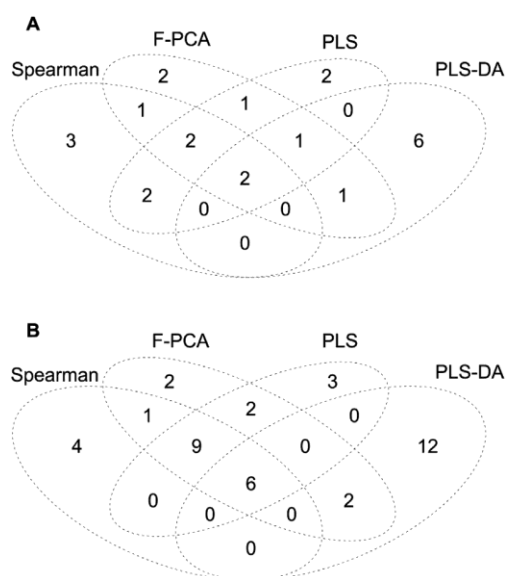 A
F-PCA PLS
Spearman PLS-DA
2 2
1 1 0
3 2 1 6
2
2 1
0 0
0
B
F-PCA PLS
Spearman PLS-DA
2 3
1 2 0
4 9 0 12
6
0 2
0 0
0